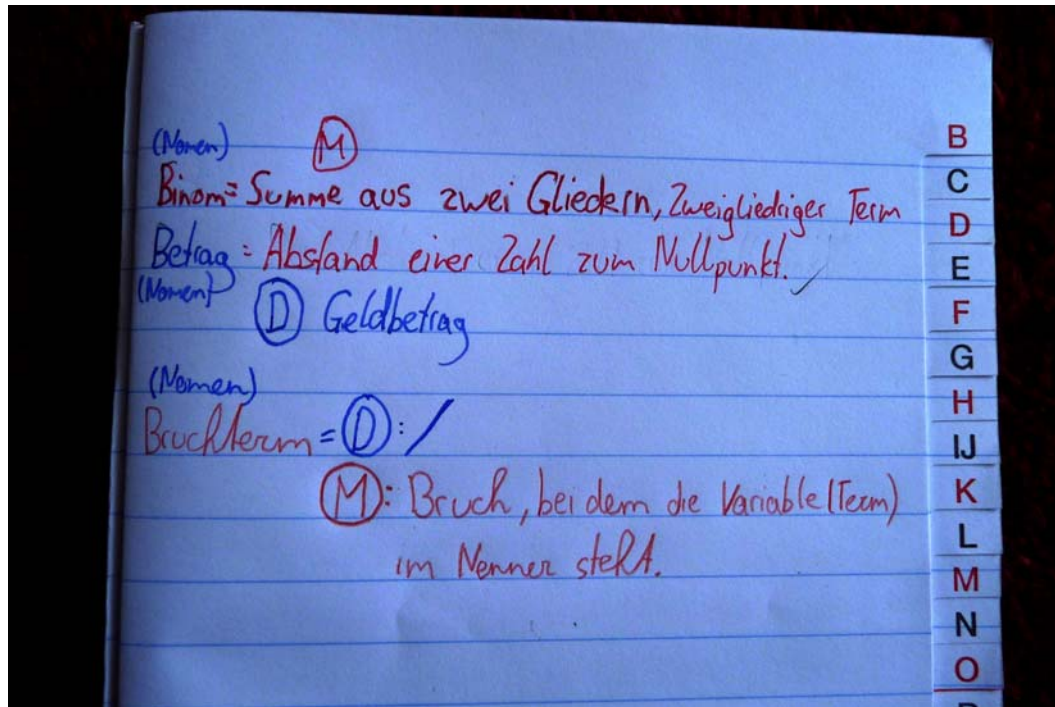 (Nomen) M
Binom= Summe aus zwei Gliedern, Zweigliedriger Term
Betrag = Abstand einer Zahl zum Nullpunkt.
(Nomen)
D Geldbetrag
(Nomen)
Bruchterm = D : /
M: Bruch, bei dem die Variable (Term)
im Nenner steht.
B
C
D
E
F
G
H
IJ
K
L
M
N
O